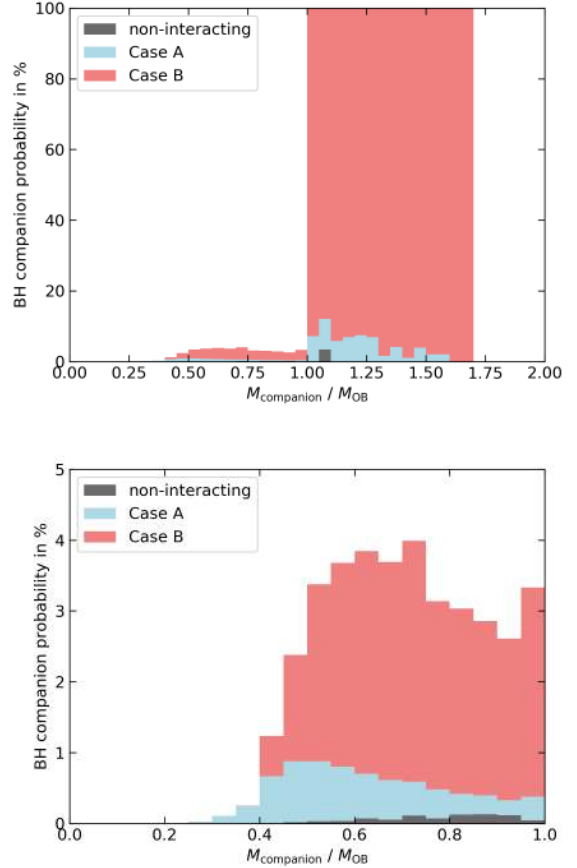 100
80
60
40
20
0
BH companion probability in %
non-interacting
Case A
Case B
0.00 0.25 0.50 0.75 1.00 1.25 1.50 1.75 2.00
M_companion / M_OB
5
4
3
2
1
0
BH companion probability in %
non-interacting
Case A
Case B
0.0 0.2 0.4 0.6 0.8 1.0
M_companion / M_OB